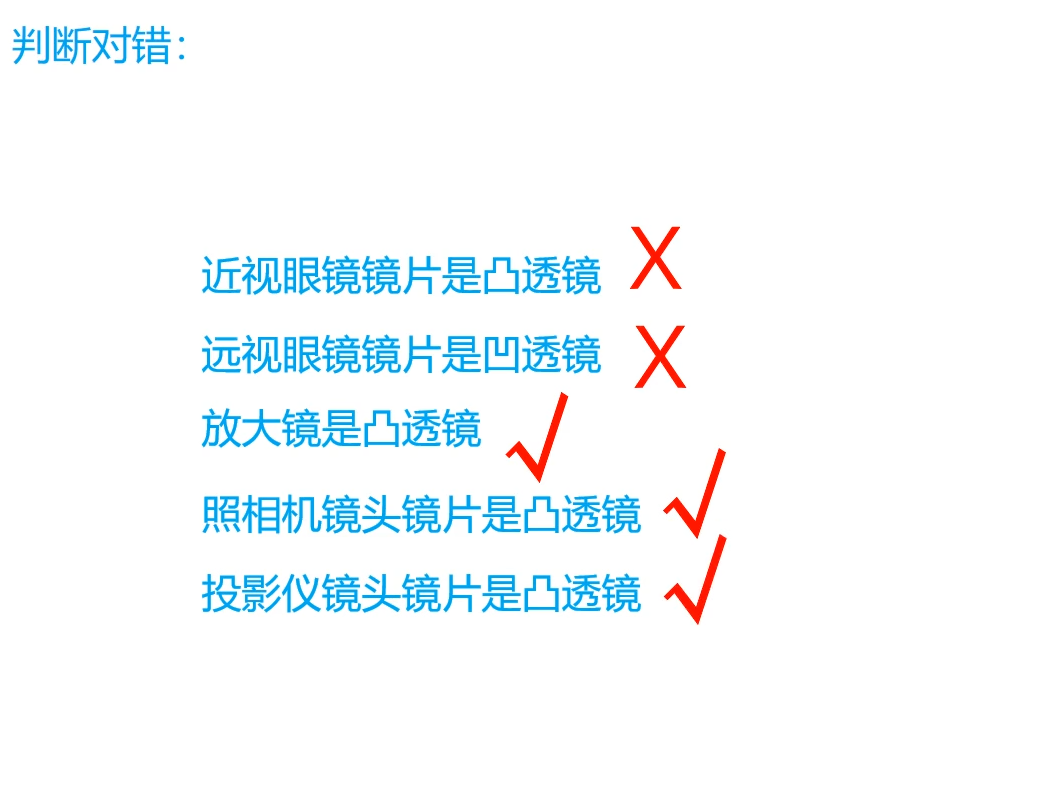 判断对错：
近视眼镜镜片是凸透镜 X
远视眼镜镜片是凹透镜 X
放大镜是凸透镜 √
照相机镜头镜片是凸透镜 √
投影仪镜头镜片是凸透镜 √